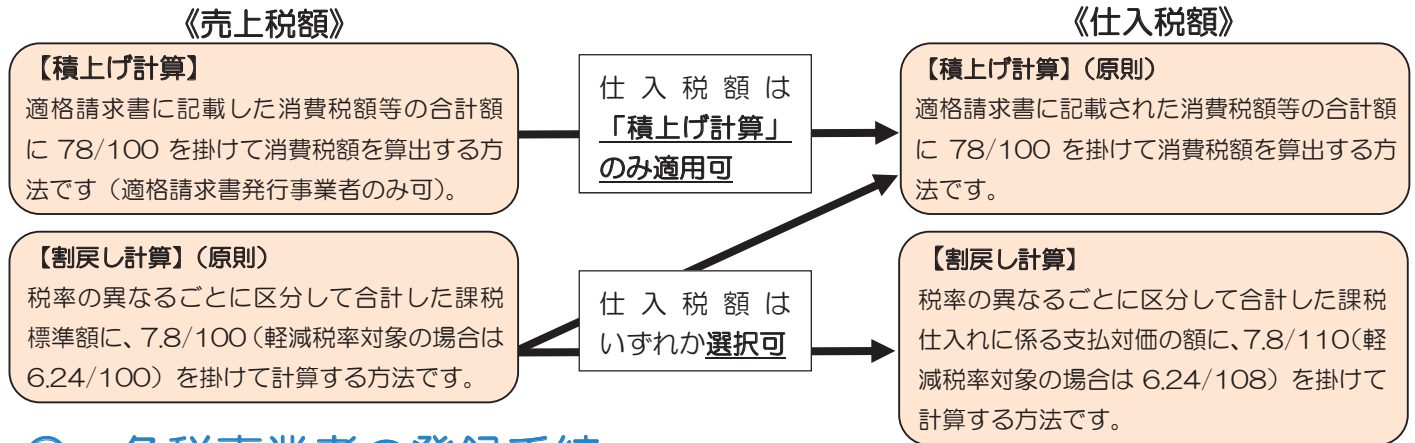 《売上税額》
【積上げ計算】
適格請求書に記載した消費税額等の合計額
に 78/100 を掛けて消費税額を算出する方
法です（適格請求書発行事業者のみ可）。
仕入税額は
「積上げ計算」
のみ適用可
《仕入税額》
【積上げ計算】（原則）
適格請求書に記載された消費税額等の合計額
に 78/100 を掛けて消費税額を算出する方
法です。
【割戻し計算】（原則）
税率の異なるごとに区分して合計した課税
標準額に、7.8/100（軽減税率対象の場合は
6.24/100）を掛けて計算する方法です。
仕入税額は
いずれか選択可
【割戻し計算】
税率の異なるごとに区分して合計した課税
仕入れに係る支払対価の額に、7.8/110（軽
減税率対象の場合は 6.24/108）を掛けて
計算する方法です。